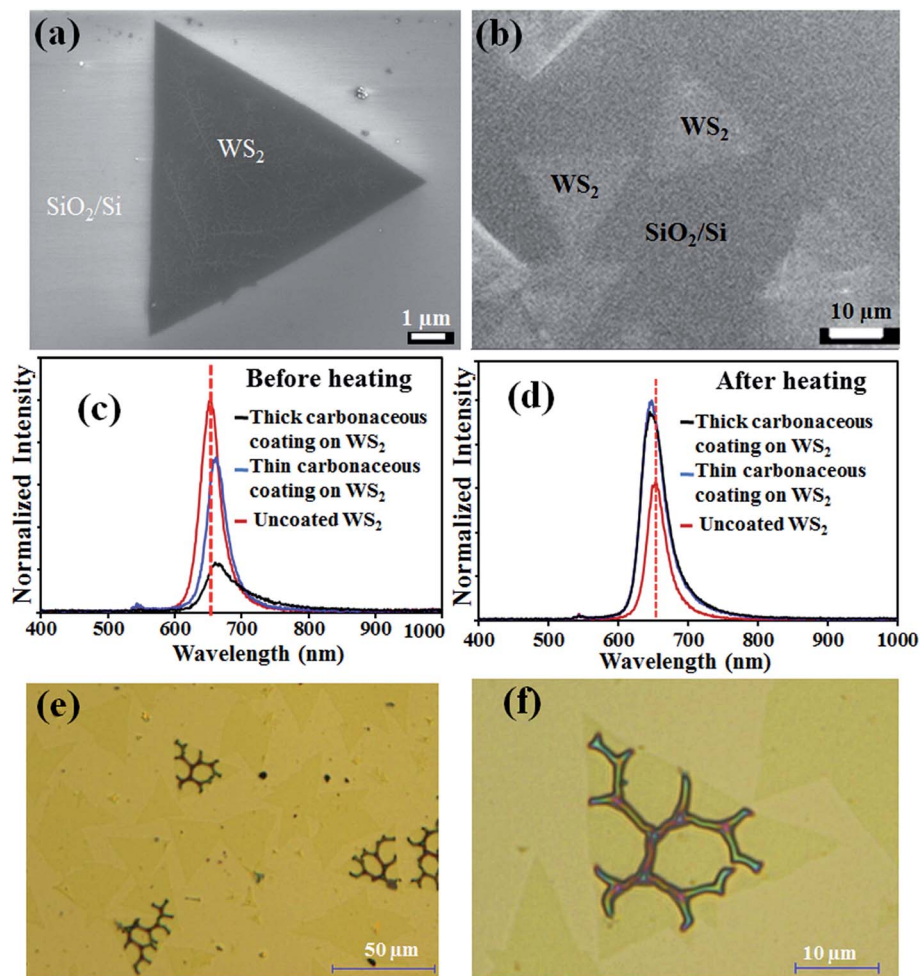 (a)
WS₂
SiO₂/Si
1 μm
(b)
WS₂
WS₂
SiO₂/Si
10 μm
(c)
Before heating
Thick carbonaceous
coating on WS₂
Thin carbonaceous
coating on WS₂
Uncoated WS₂
Normalized Intensity
400 500 600 700 800 900 1000
Wavelength (nm)
(d)
After heating
Thick carbonaceous
coating on WS₂
Thin carbonaceous
coating on WS₂
Uncoated WS₂
Normalized Intensity
400 500 600 700 800 900 1000
Wavelength (nm)
(e)
50 μm
(f)
10 μm